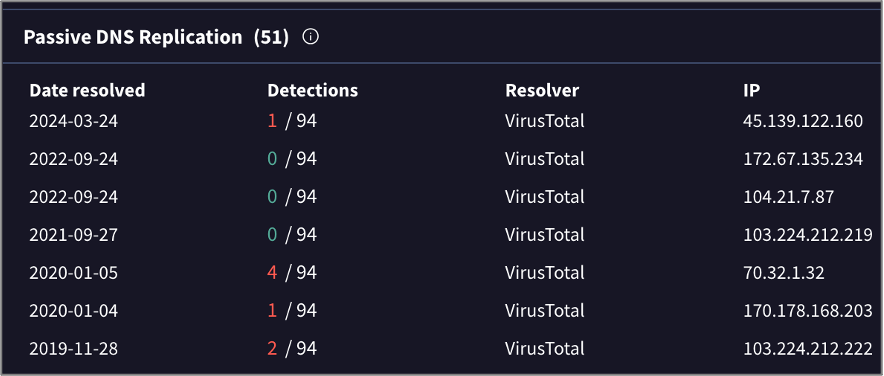 Passive DNS Replication (51)
Date resolved Detections Resolver IP
2024-03-24 1 / 94 VirusTotal 45.139.122.160
2022-09-24 0 / 94 VirusTotal 172.67.135.234
2022-09-24 0 / 94 VirusTotal 104.21.7.87
2021-09-27 0 / 94 VirusTotal 103.224.212.219
2020-01-05 4 / 94 VirusTotal 70.32.1.32
2020-01-04 1 / 94 VirusTotal 170.178.168.203
2019-11-28 2 / 94 VirusTotal 103.224.212.222